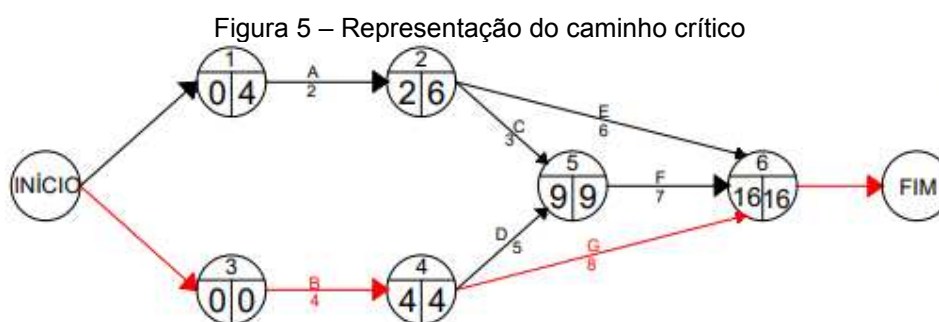 Figura 5 – Representação do caminho crítico
1
0 4
A
2
2
2 6
E
6
C
3
INÍCIO
5
9 9
F
7
6
16 16
FIM
D
5
G
8
3
0 0
B
4
4
4 4